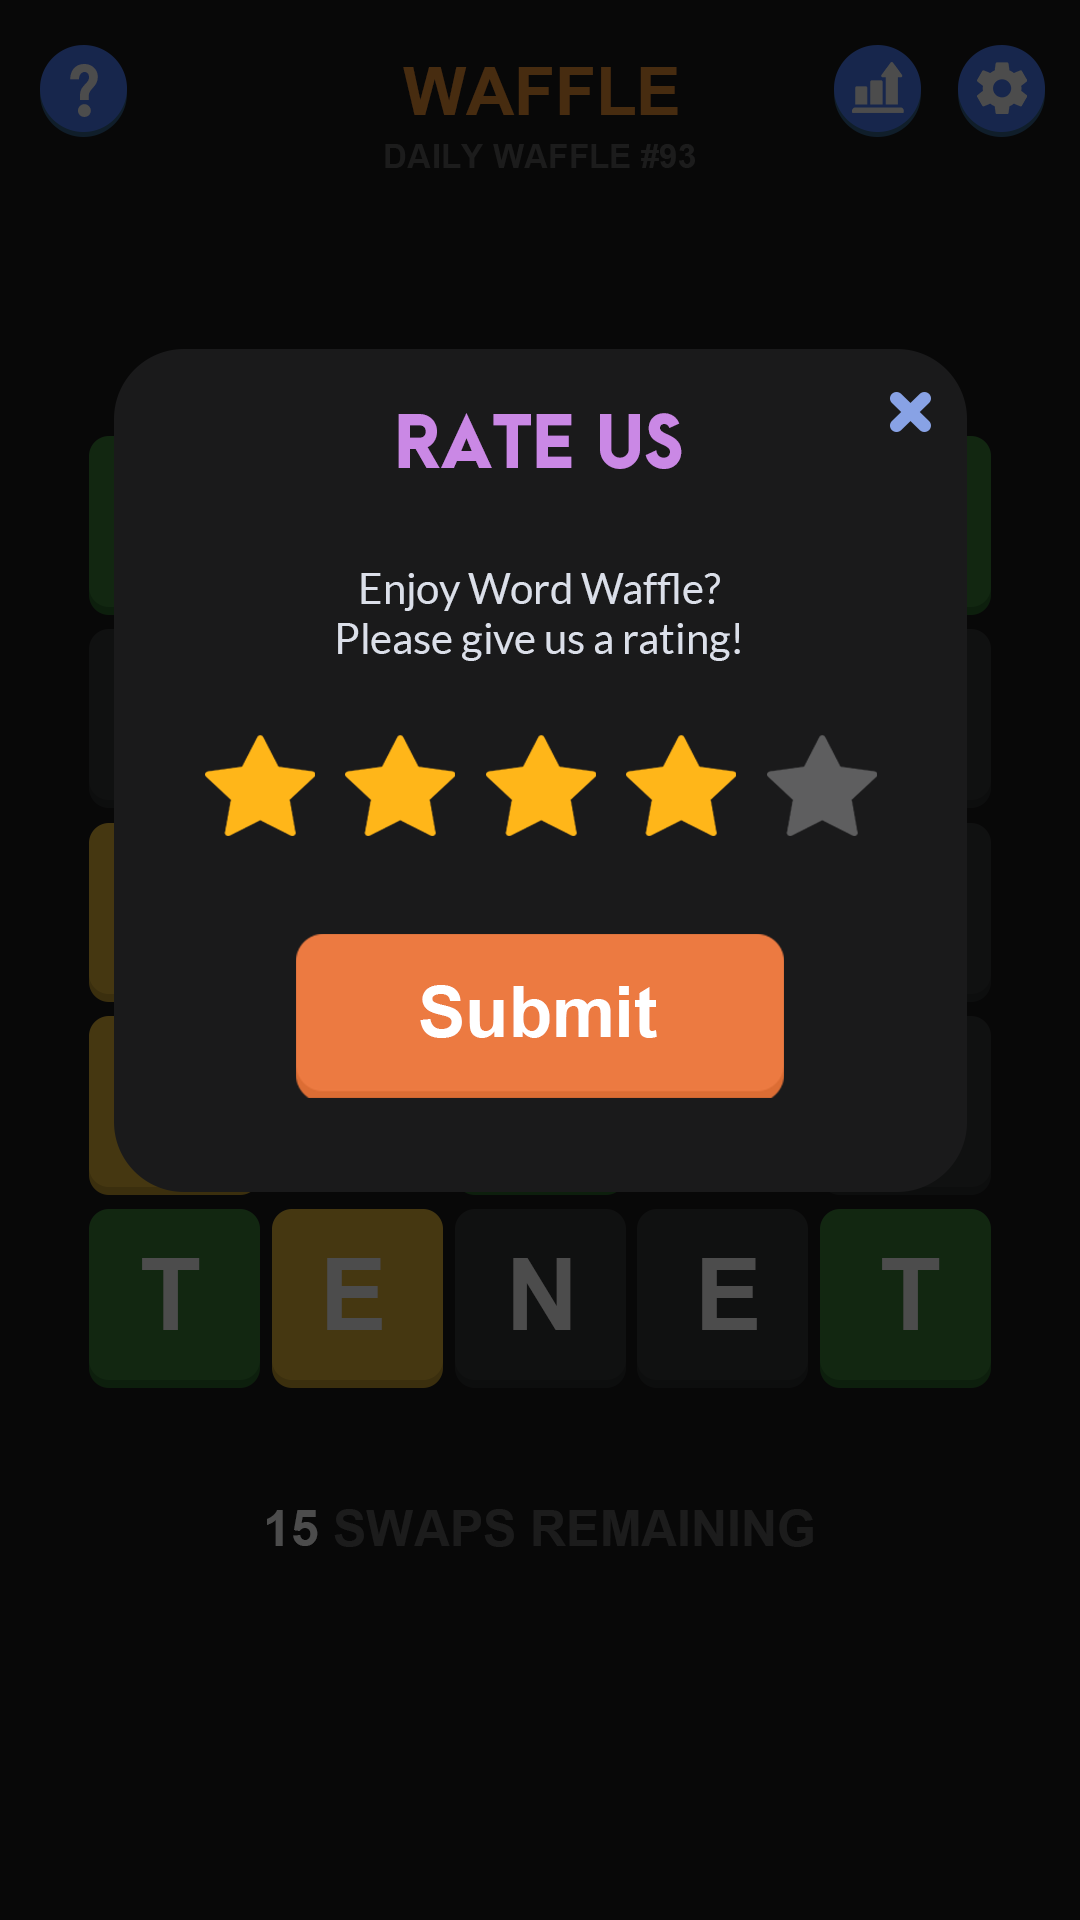 WAFFLE
DAILY WAFFLE #93
RATE US
Enjoy Word Waffle?
Please give us a rating!
Submit
T E N E T
15 SWAPS REMAINING